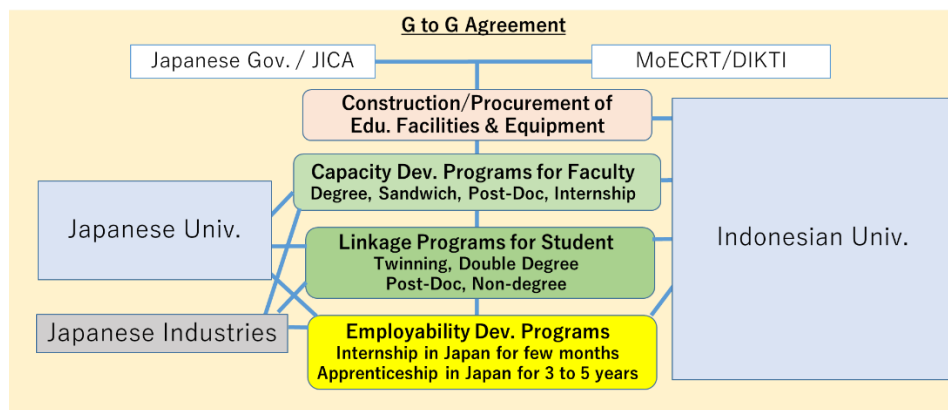 G to G Agreement
Japanese Gov. / JICA
MoECRT/DIKTI
Construction/Procurement of
Edu. Facilities & Equipment
Capacity Dev. Programs for Faculty
Degree, Sandwich, Post-Doc, Internship
Japanese Univ.
Linkage Programs for Student
Twinning, Double Degree
Post-Doc, Non-degree
Indonesian Univ.
Japanese Industries
Employability Dev. Programs
Internship in Japan for few months
Apprenticeship in Japan for 3 to 5 years